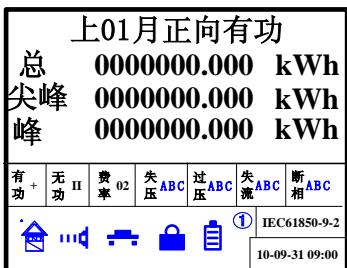 上01月正向有功
总 0000000.000 kWh
尖峰 0000000.000 kWh
峰 0000000.000 kWh
有功 + 无功 II 费率 02 失压 ABC 过压 ABC 失流 ABC 断相 ABC
① IEC61850-9-2
10-09-31 09:00